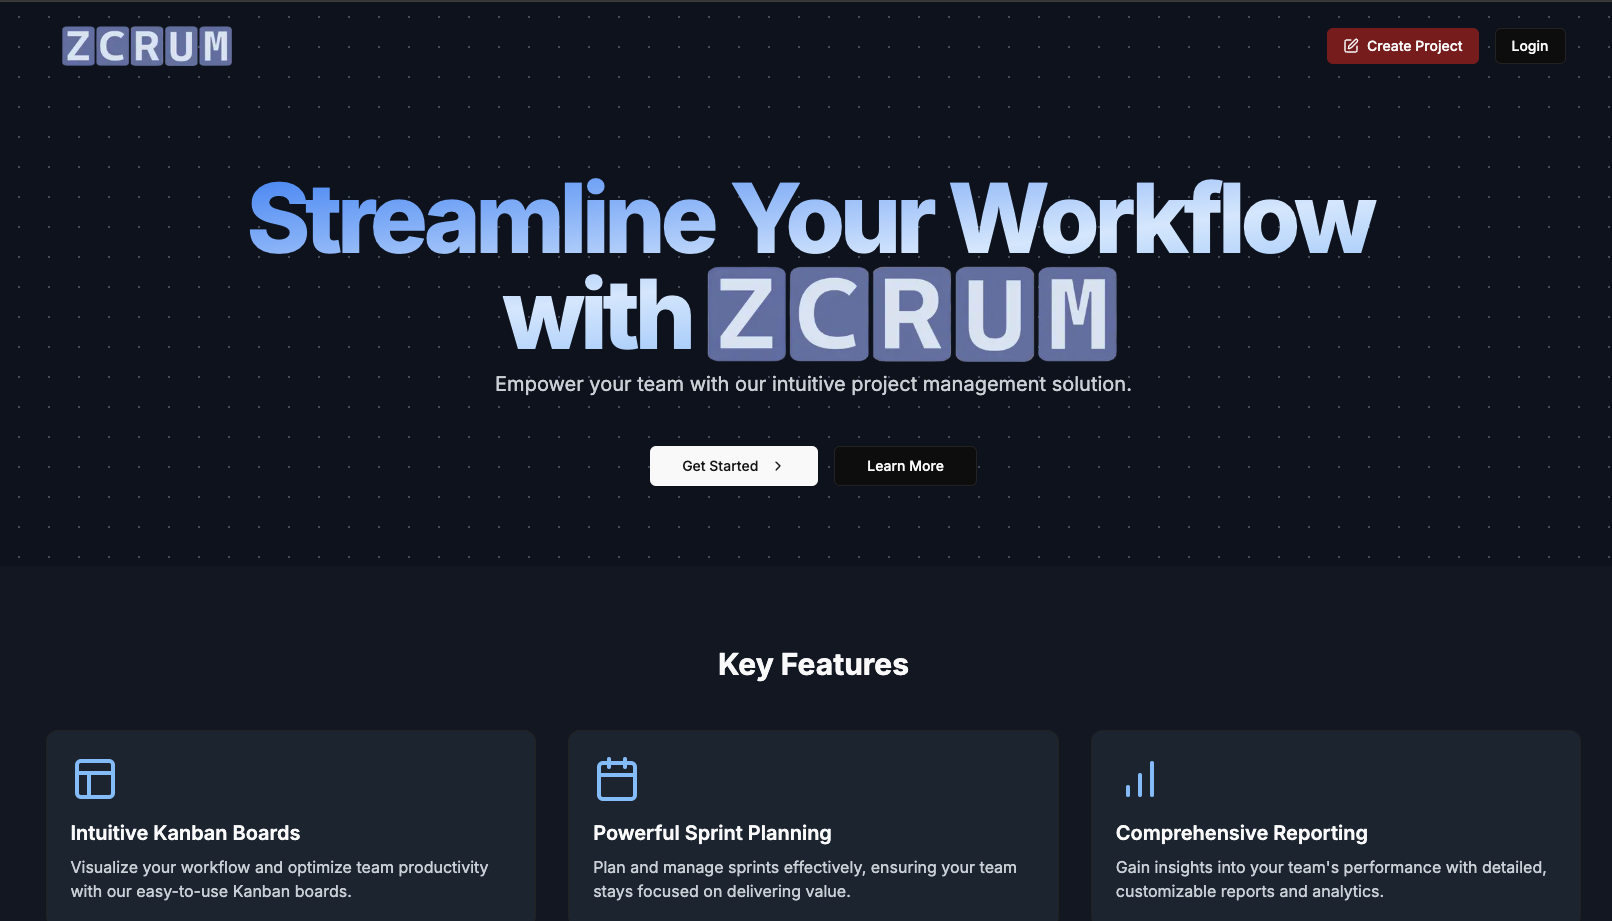 ZCRUM
Create Project
Login
Streamline Your Workflow
with ZCRUM
Empower your team with our intuitive project management solution.
Get Started
Learn More
Key Features
Intuitive Kanban Boards
Visualize your workflow and optimize team productivity
with our easy-to-use Kanban boards.
Powerful Sprint Planning
Plan and manage sprints effectively, ensuring your team
stays focused on delivering value.
Comprehensive Reporting
Gain insights into your team's performance with detailed,
customizable reports and analytics.